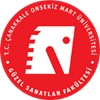 T.C. ÇANAKKALE ONSEKİZ MART ÜNİVERSİTESİ
GÜZEL SANATLAR FAKÜLTESİ